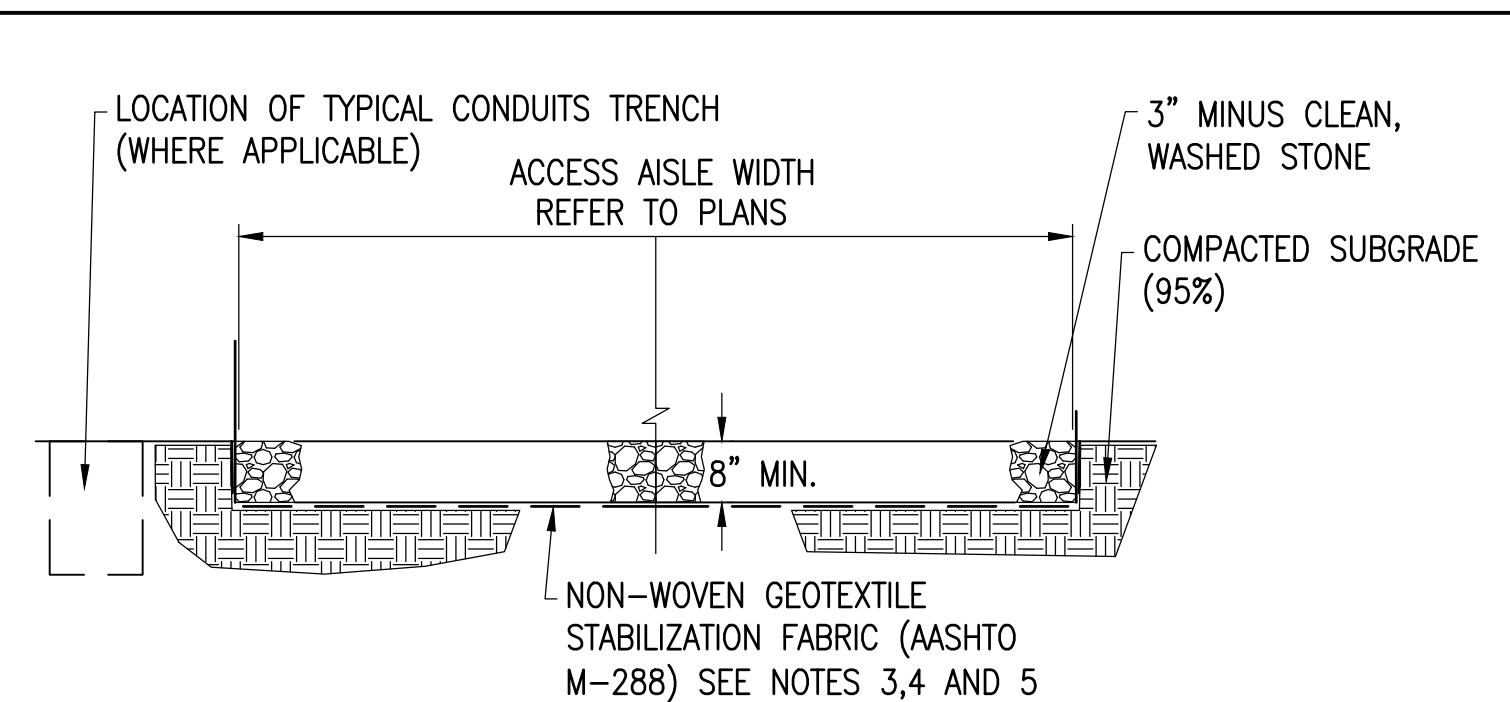 LOCATION OF TYPICAL CONDUITS TRENCH
(WHERE APPLICABLE)
ACCESS AISLE WIDTH
REFER TO PLANS
3” MINUS CLEAN,
WASHED STONE
COMPACTED SUBGRADE
(95%)
8” MIN.
NON-WOVEN GEOTEXTILE
STABILIZATION FABRIC (AASHTO
M-288) SEE NOTES 3,4 AND 5